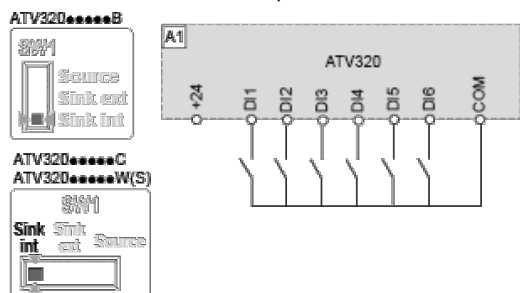 ATV320●●●●●B
SW1
Source
Sink ext
Sink int
ATV320●●●●●C
ATV320●●●●●W(S)
SW1
Sink int
Sink ext
Source
A1
ATV320
+24
DI1
DI2
DI3
DI4
DI5
DI6
COM